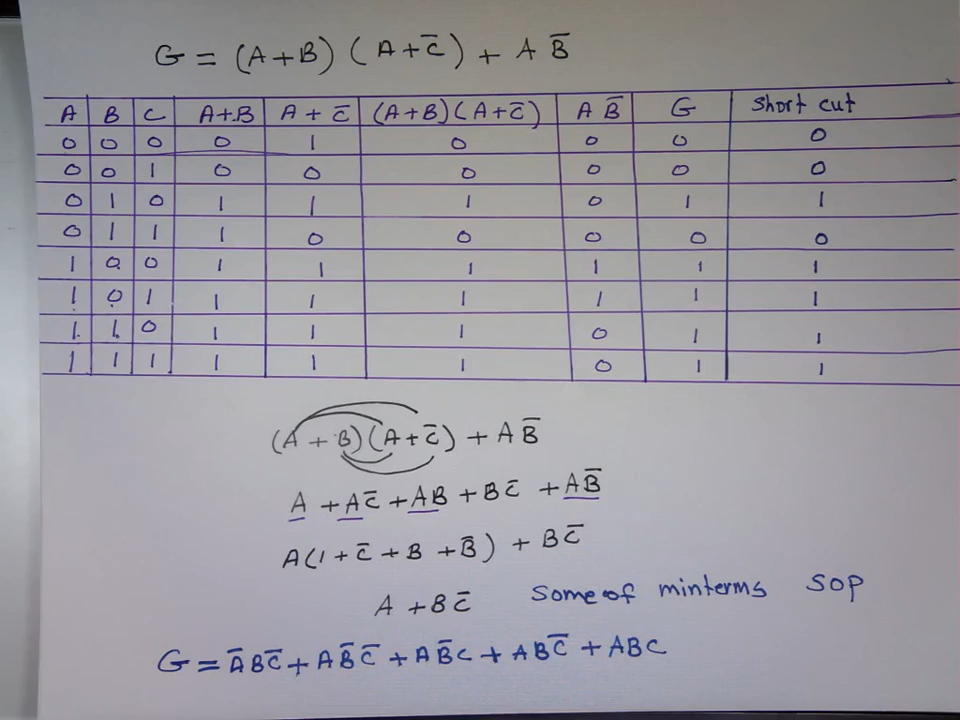 G = (A+B) (A+C̅) + A B̅
A B C A+B A + C̅ (A+B)(A+C̅) A B̅ G Short cut
0 0 0 0 1 0 0 0 0
0 0 1 0 0 0 0 0 0
0 1 0 1 1 1 0 1 1
0 1 1 1 0 0 0 0 0
1 0 0 1 1 1 1 1 1
1 0 1 1 1 1 1 1 1
1 1 0 1 1 1 0 1 1
1 1 1 1 1 1 0 1 1
(A + B)(A+C̅) + A B̅
A + AC̅ + AB + BC̅ + AB̅
A(1 + C̅ + B + B̅) + BC̅
A + BC̅ Some of minterms SOP
G = A̅BC̅ + AB̅C̅ + AB̅C + ABC̅ + ABC